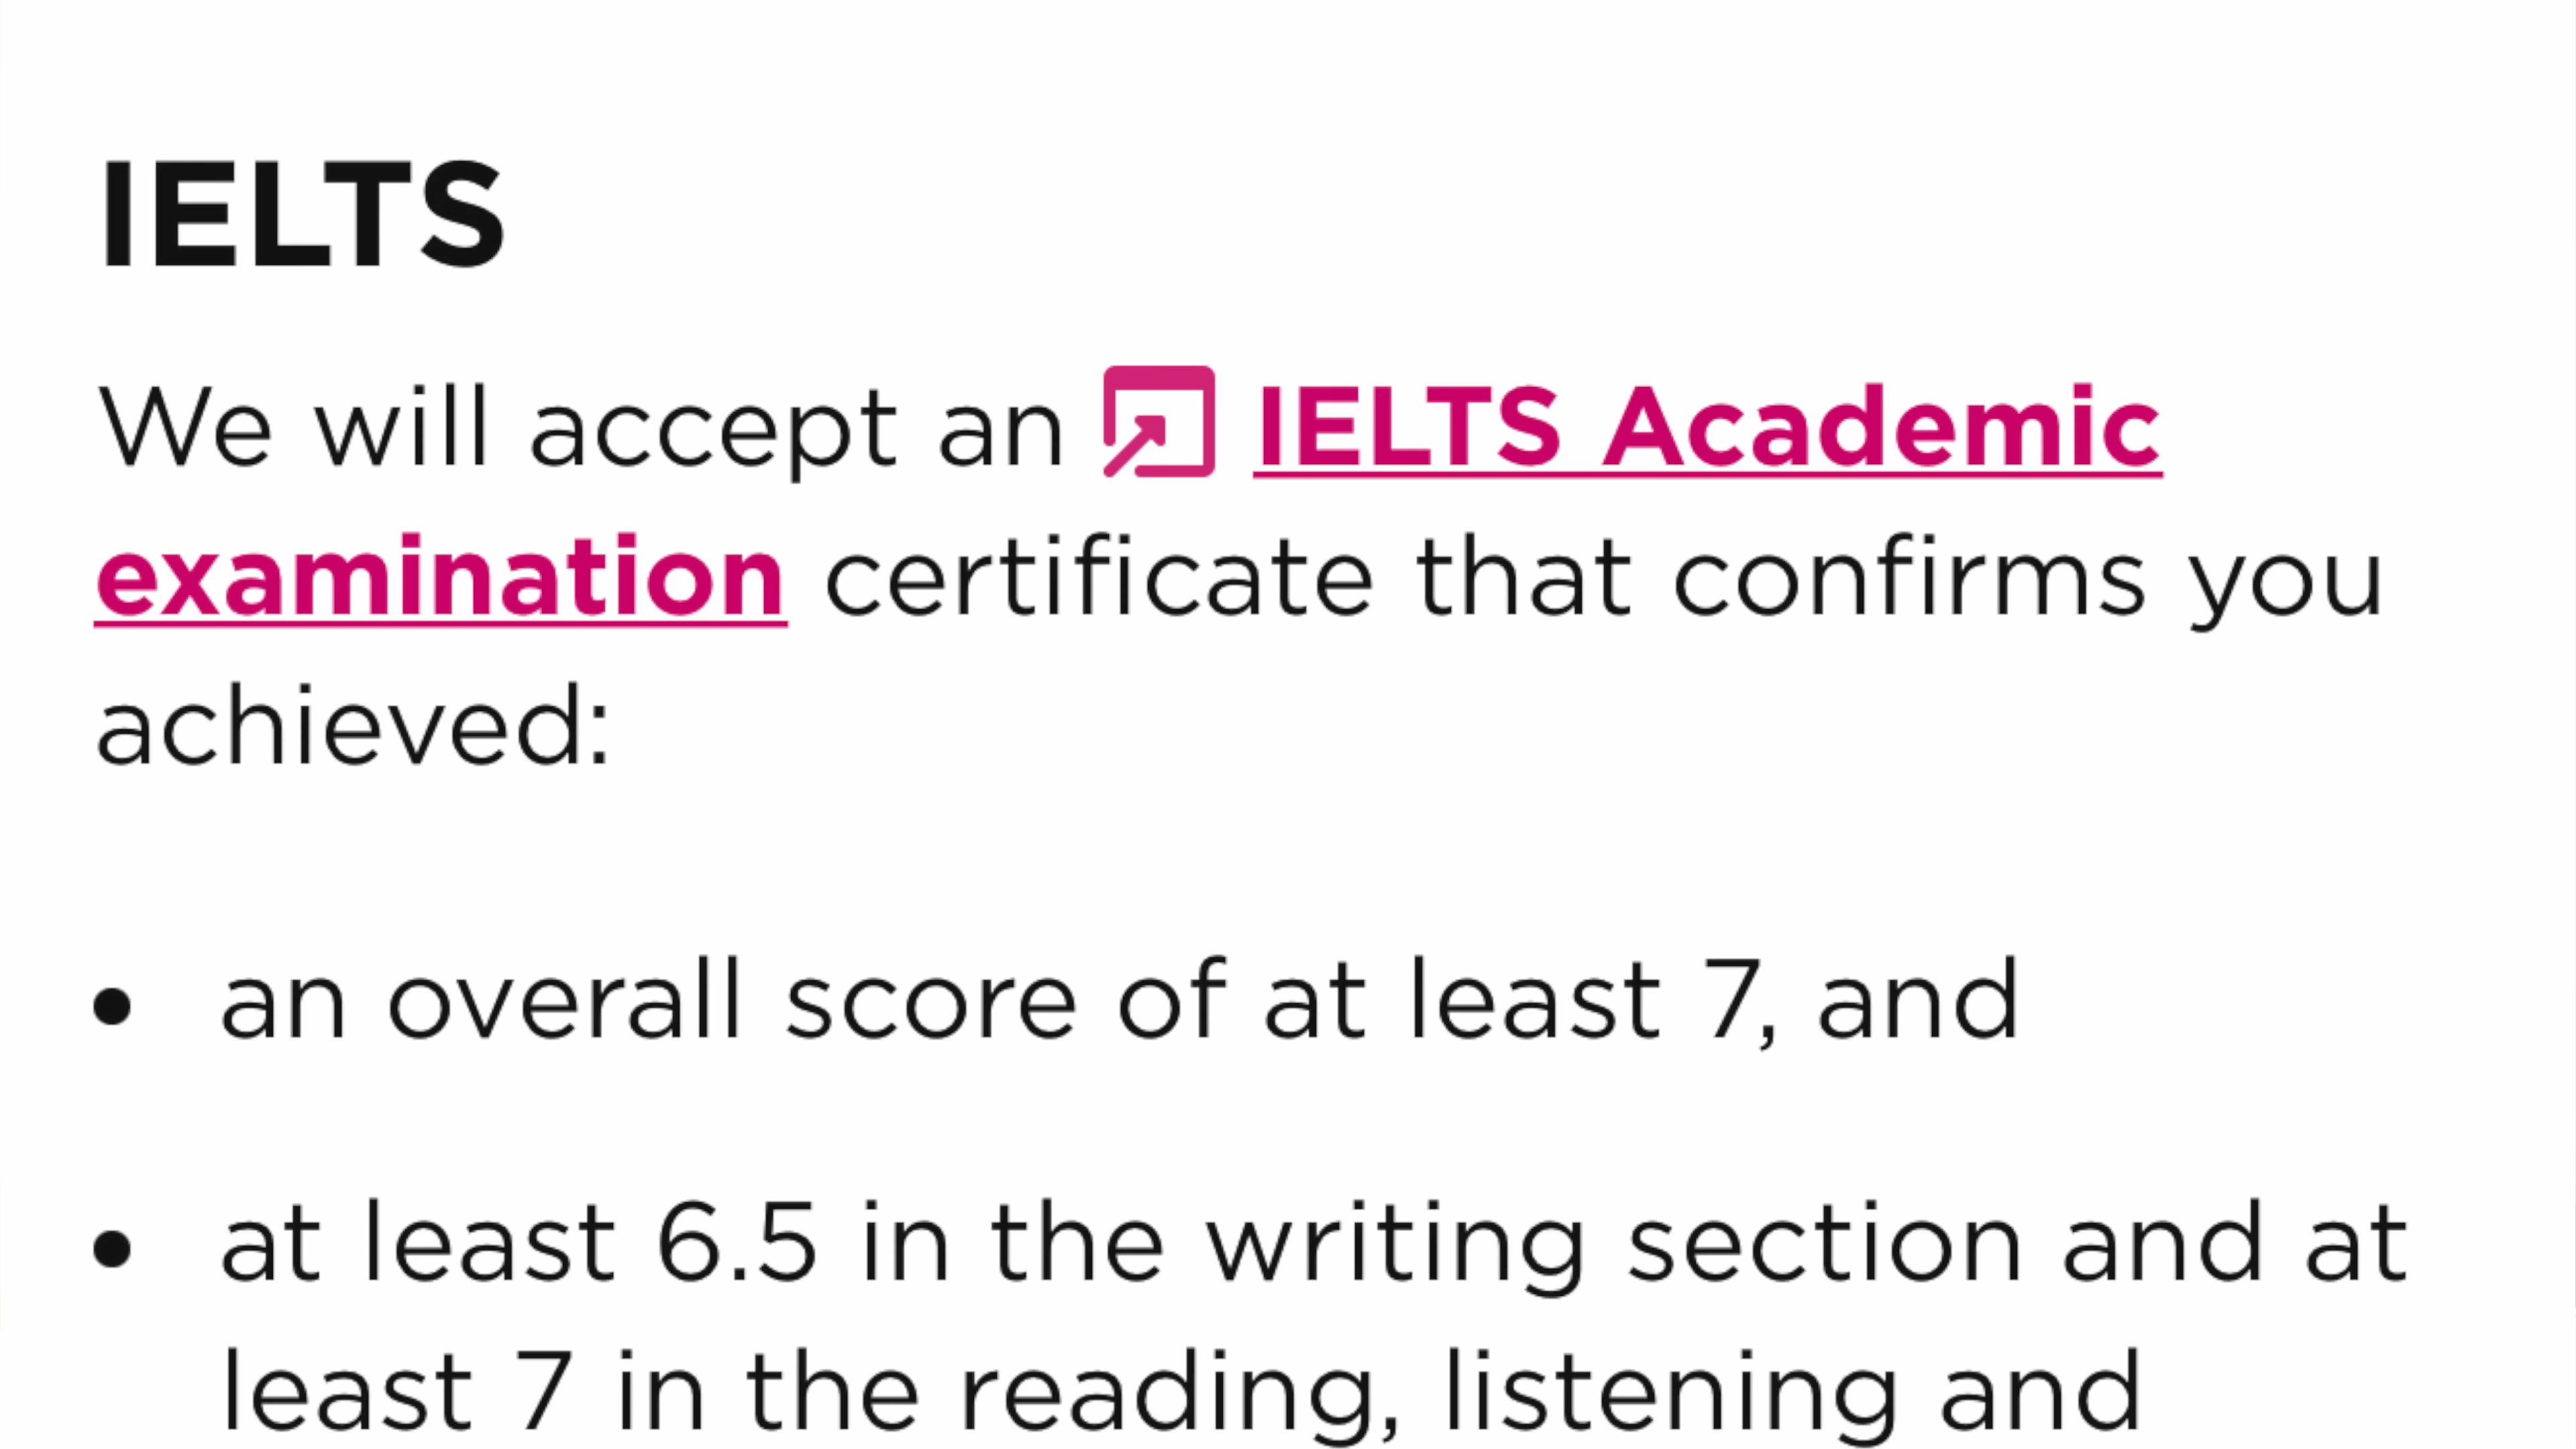 IELTS
We will accept an IELTS Academic
examination certificate that confirms you
achieved:
• an overall score of at least 7, and
• at least 6.5 in the writing section and at
least 7 in the reading, listening and